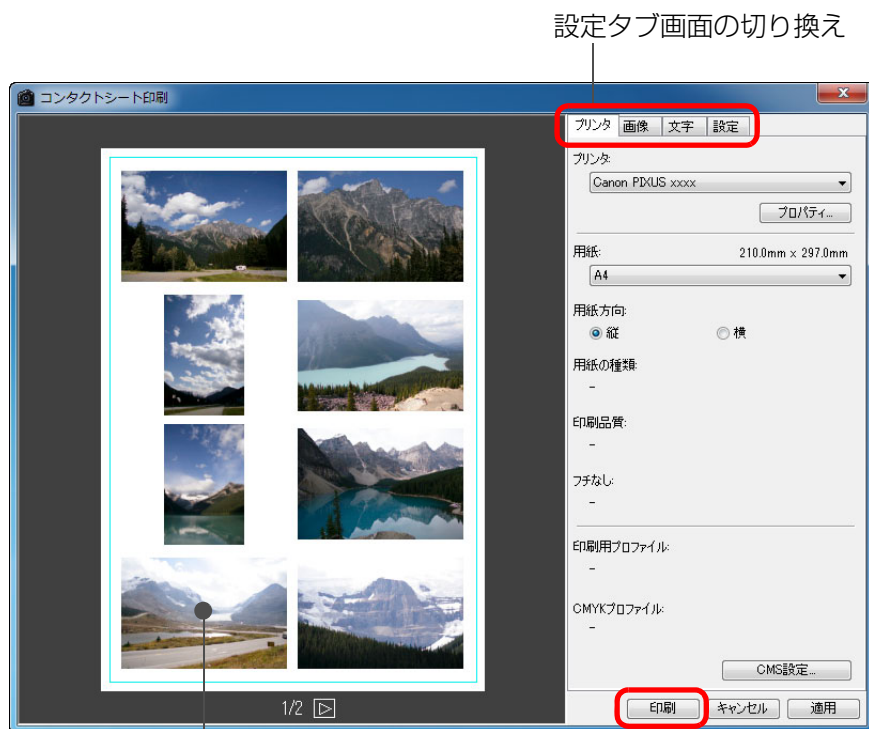 設定タブ画面の切り換え
コンタクトシート印刷
プリンタ 画像 文字 設定
プリンタ:
Canon PIXUS xxxx
プロパティ...
用紙: 210.0mm × 297.0mm
A4
用紙方向:
縦 横
用紙の種類:
-
印刷品質:
-
フチなし:
-
印刷用プロファイル:
-
CMYKプロファイル:
-
CMS設定...
1/2
印刷 キャンセル 適用